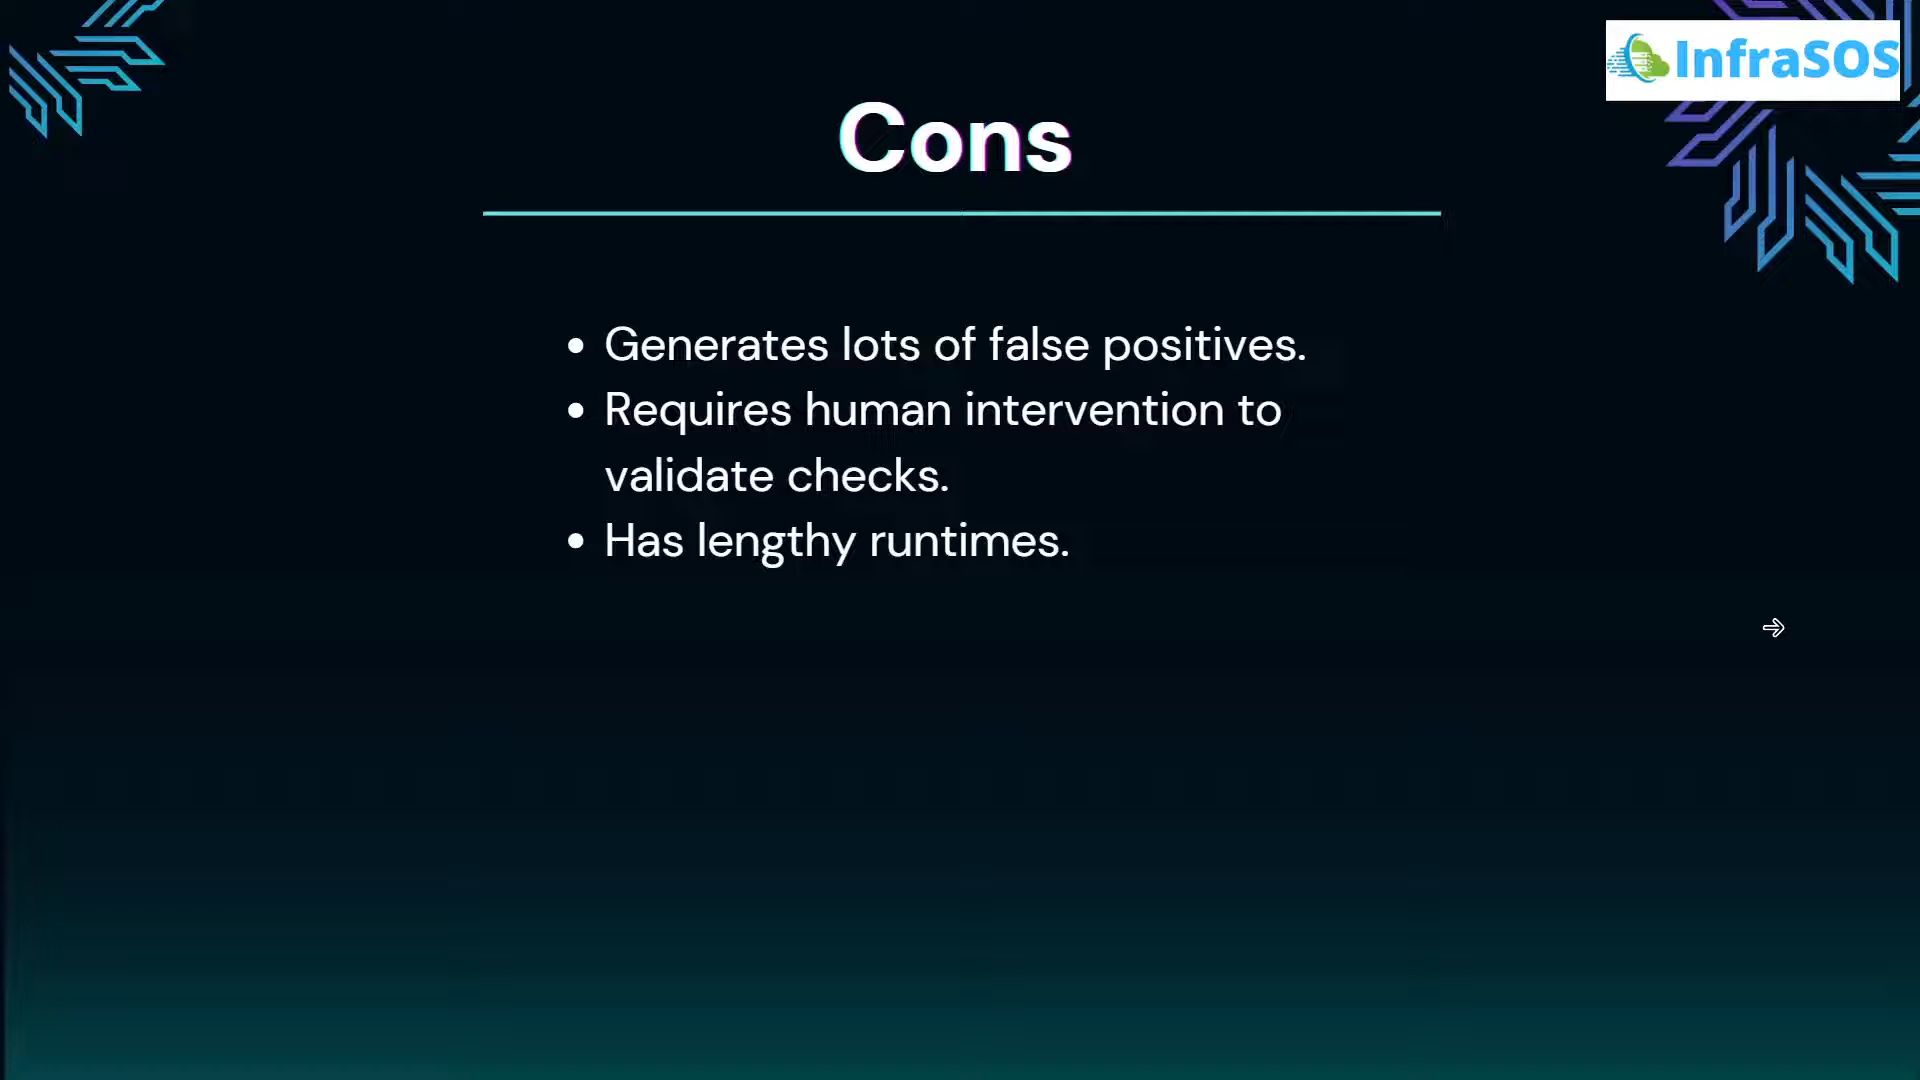 InfraSOS
Cons
• Generates lots of false positives.
• Requires human intervention to
validate checks.
• Has lengthy runtimes.